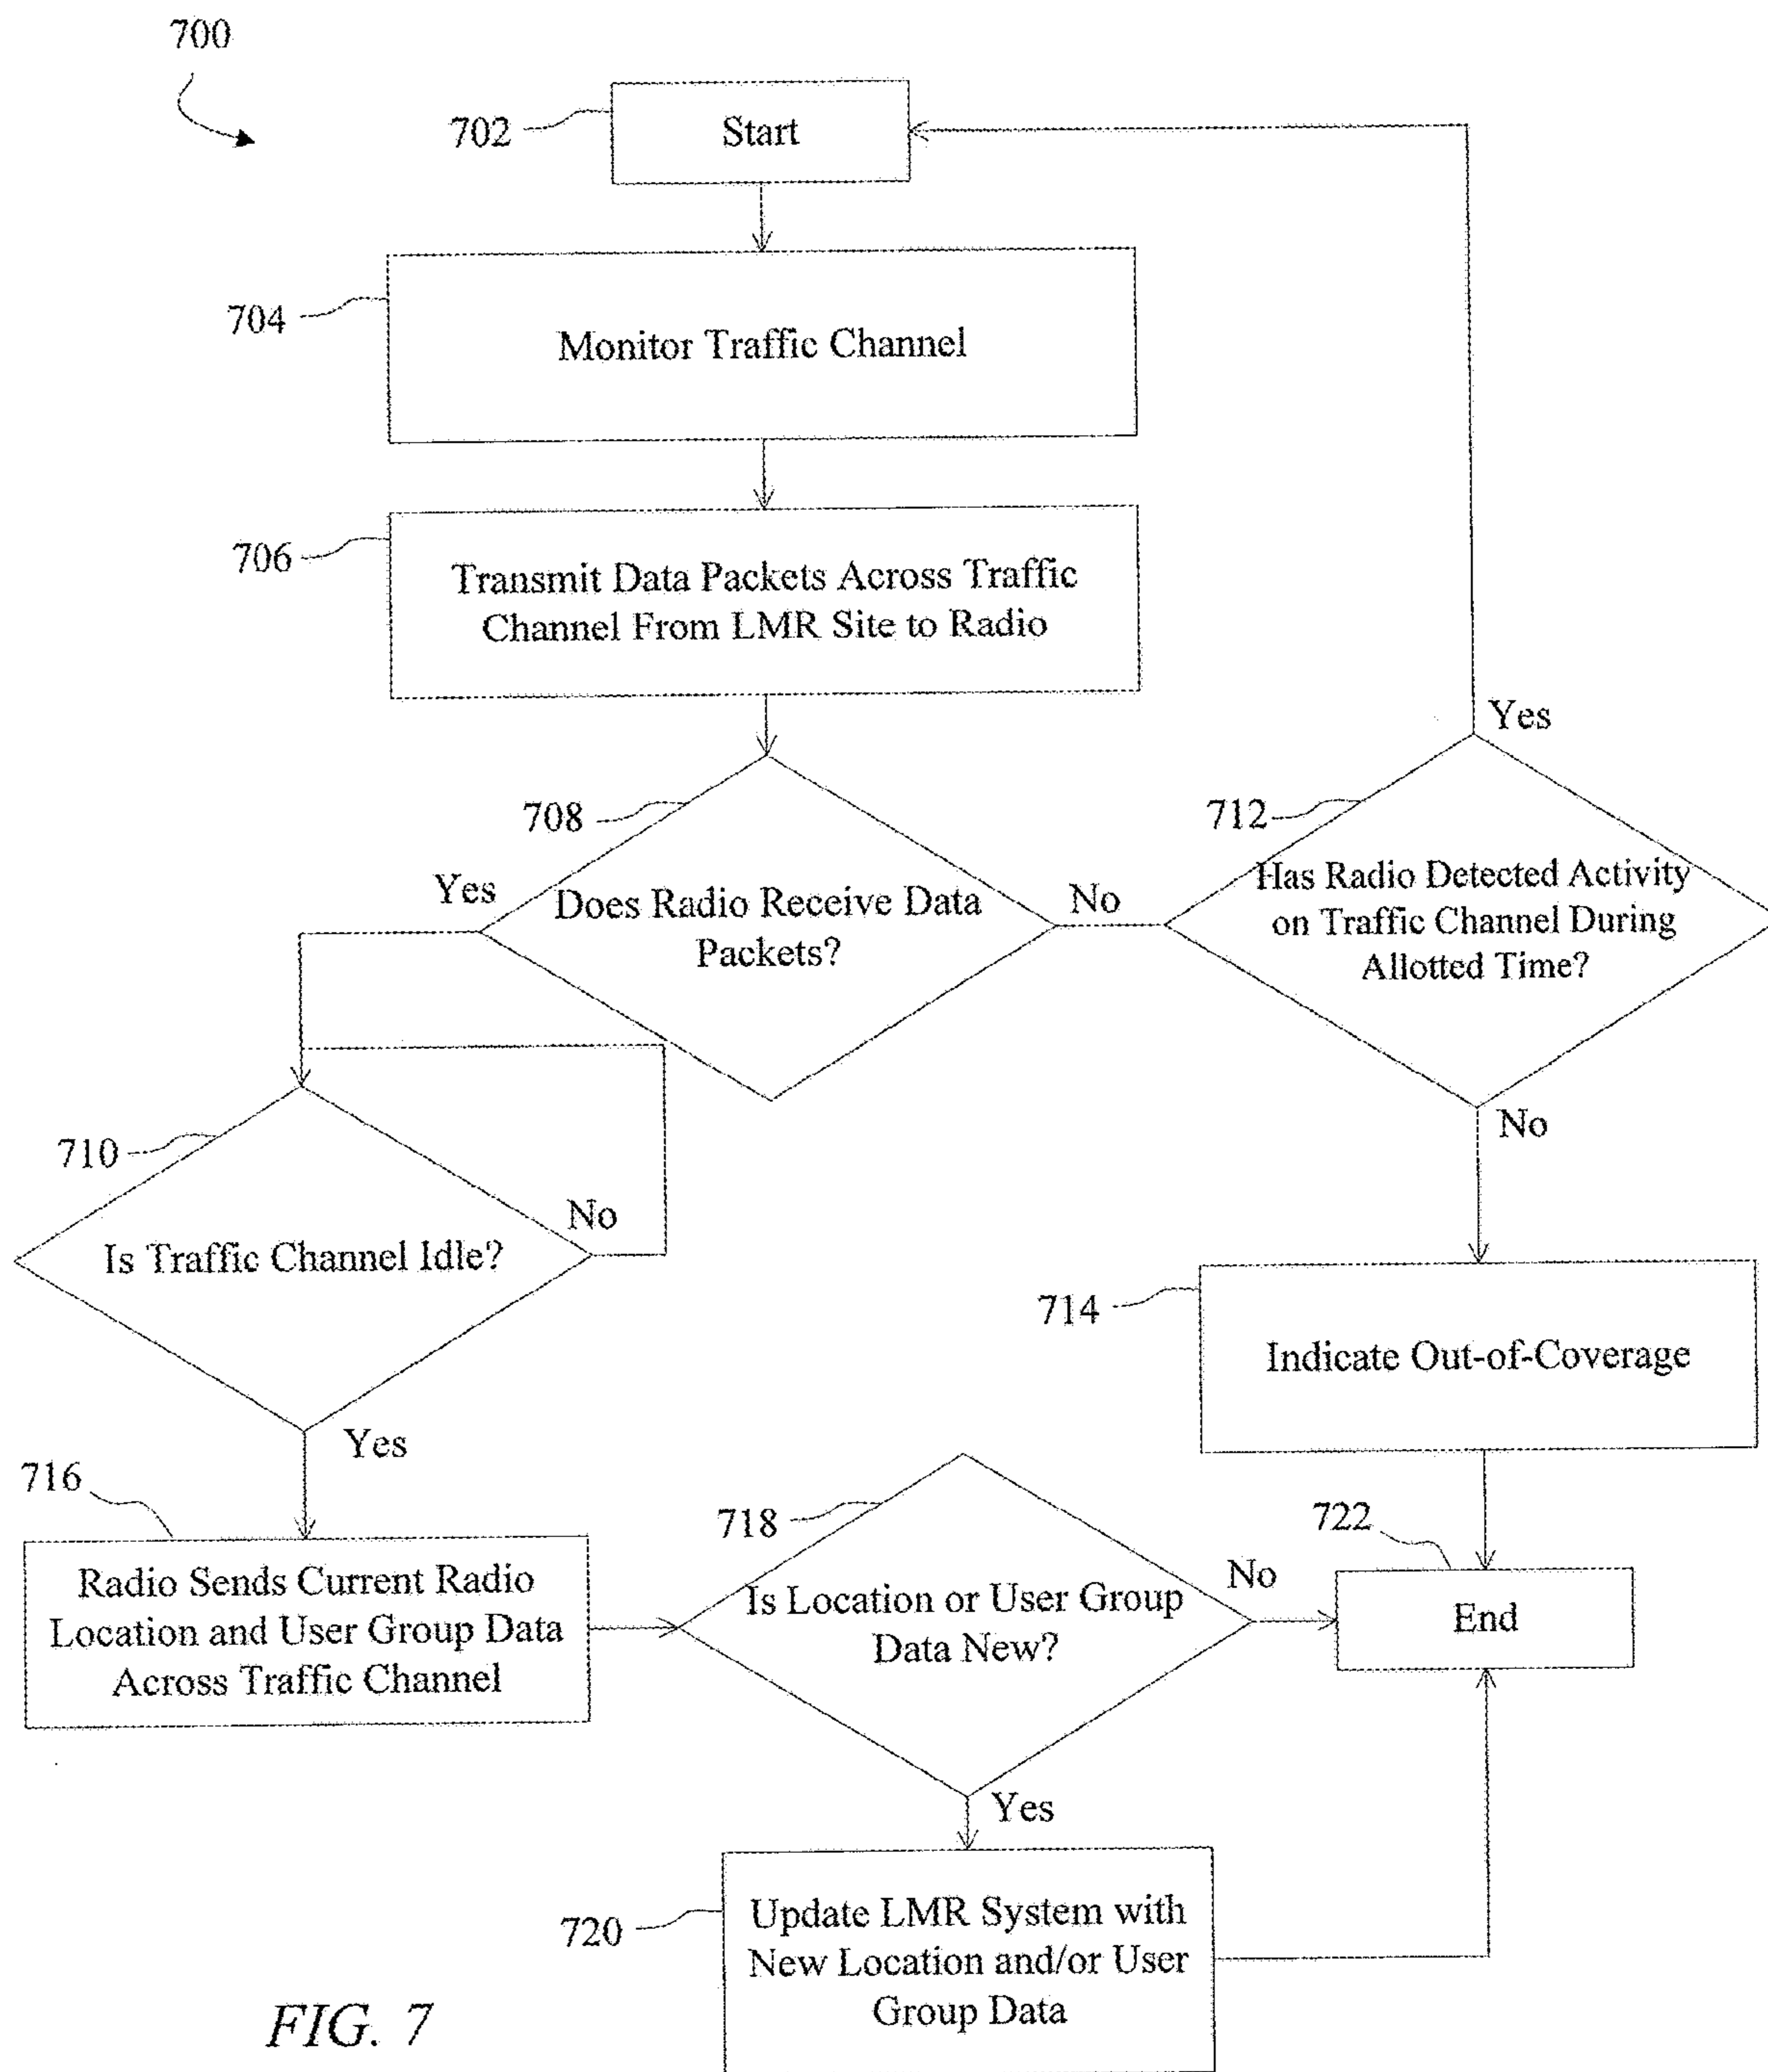 700
702
Start
704
Monitor Traffic Channel
706
Transmit Data Packets Across Traffic
Channel From LMR Site to Radio
708
Does Radio Receive Data
Packets?
Yes
No
712
Has Radio Detected Activity
on Traffic Channel During
Allotted Time?
Yes
No
710
Is Traffic Channel Idle?
No
Yes
714
Indicate Out-of-Coverage
716
Radio Sends Current Radio
Location and User Group Data
Across Traffic Channel
718
Is Location or User Group
Data New?
No
Yes
722
End
720
Update LMR System with
New Location and/or User
Group Data
FIG. 7